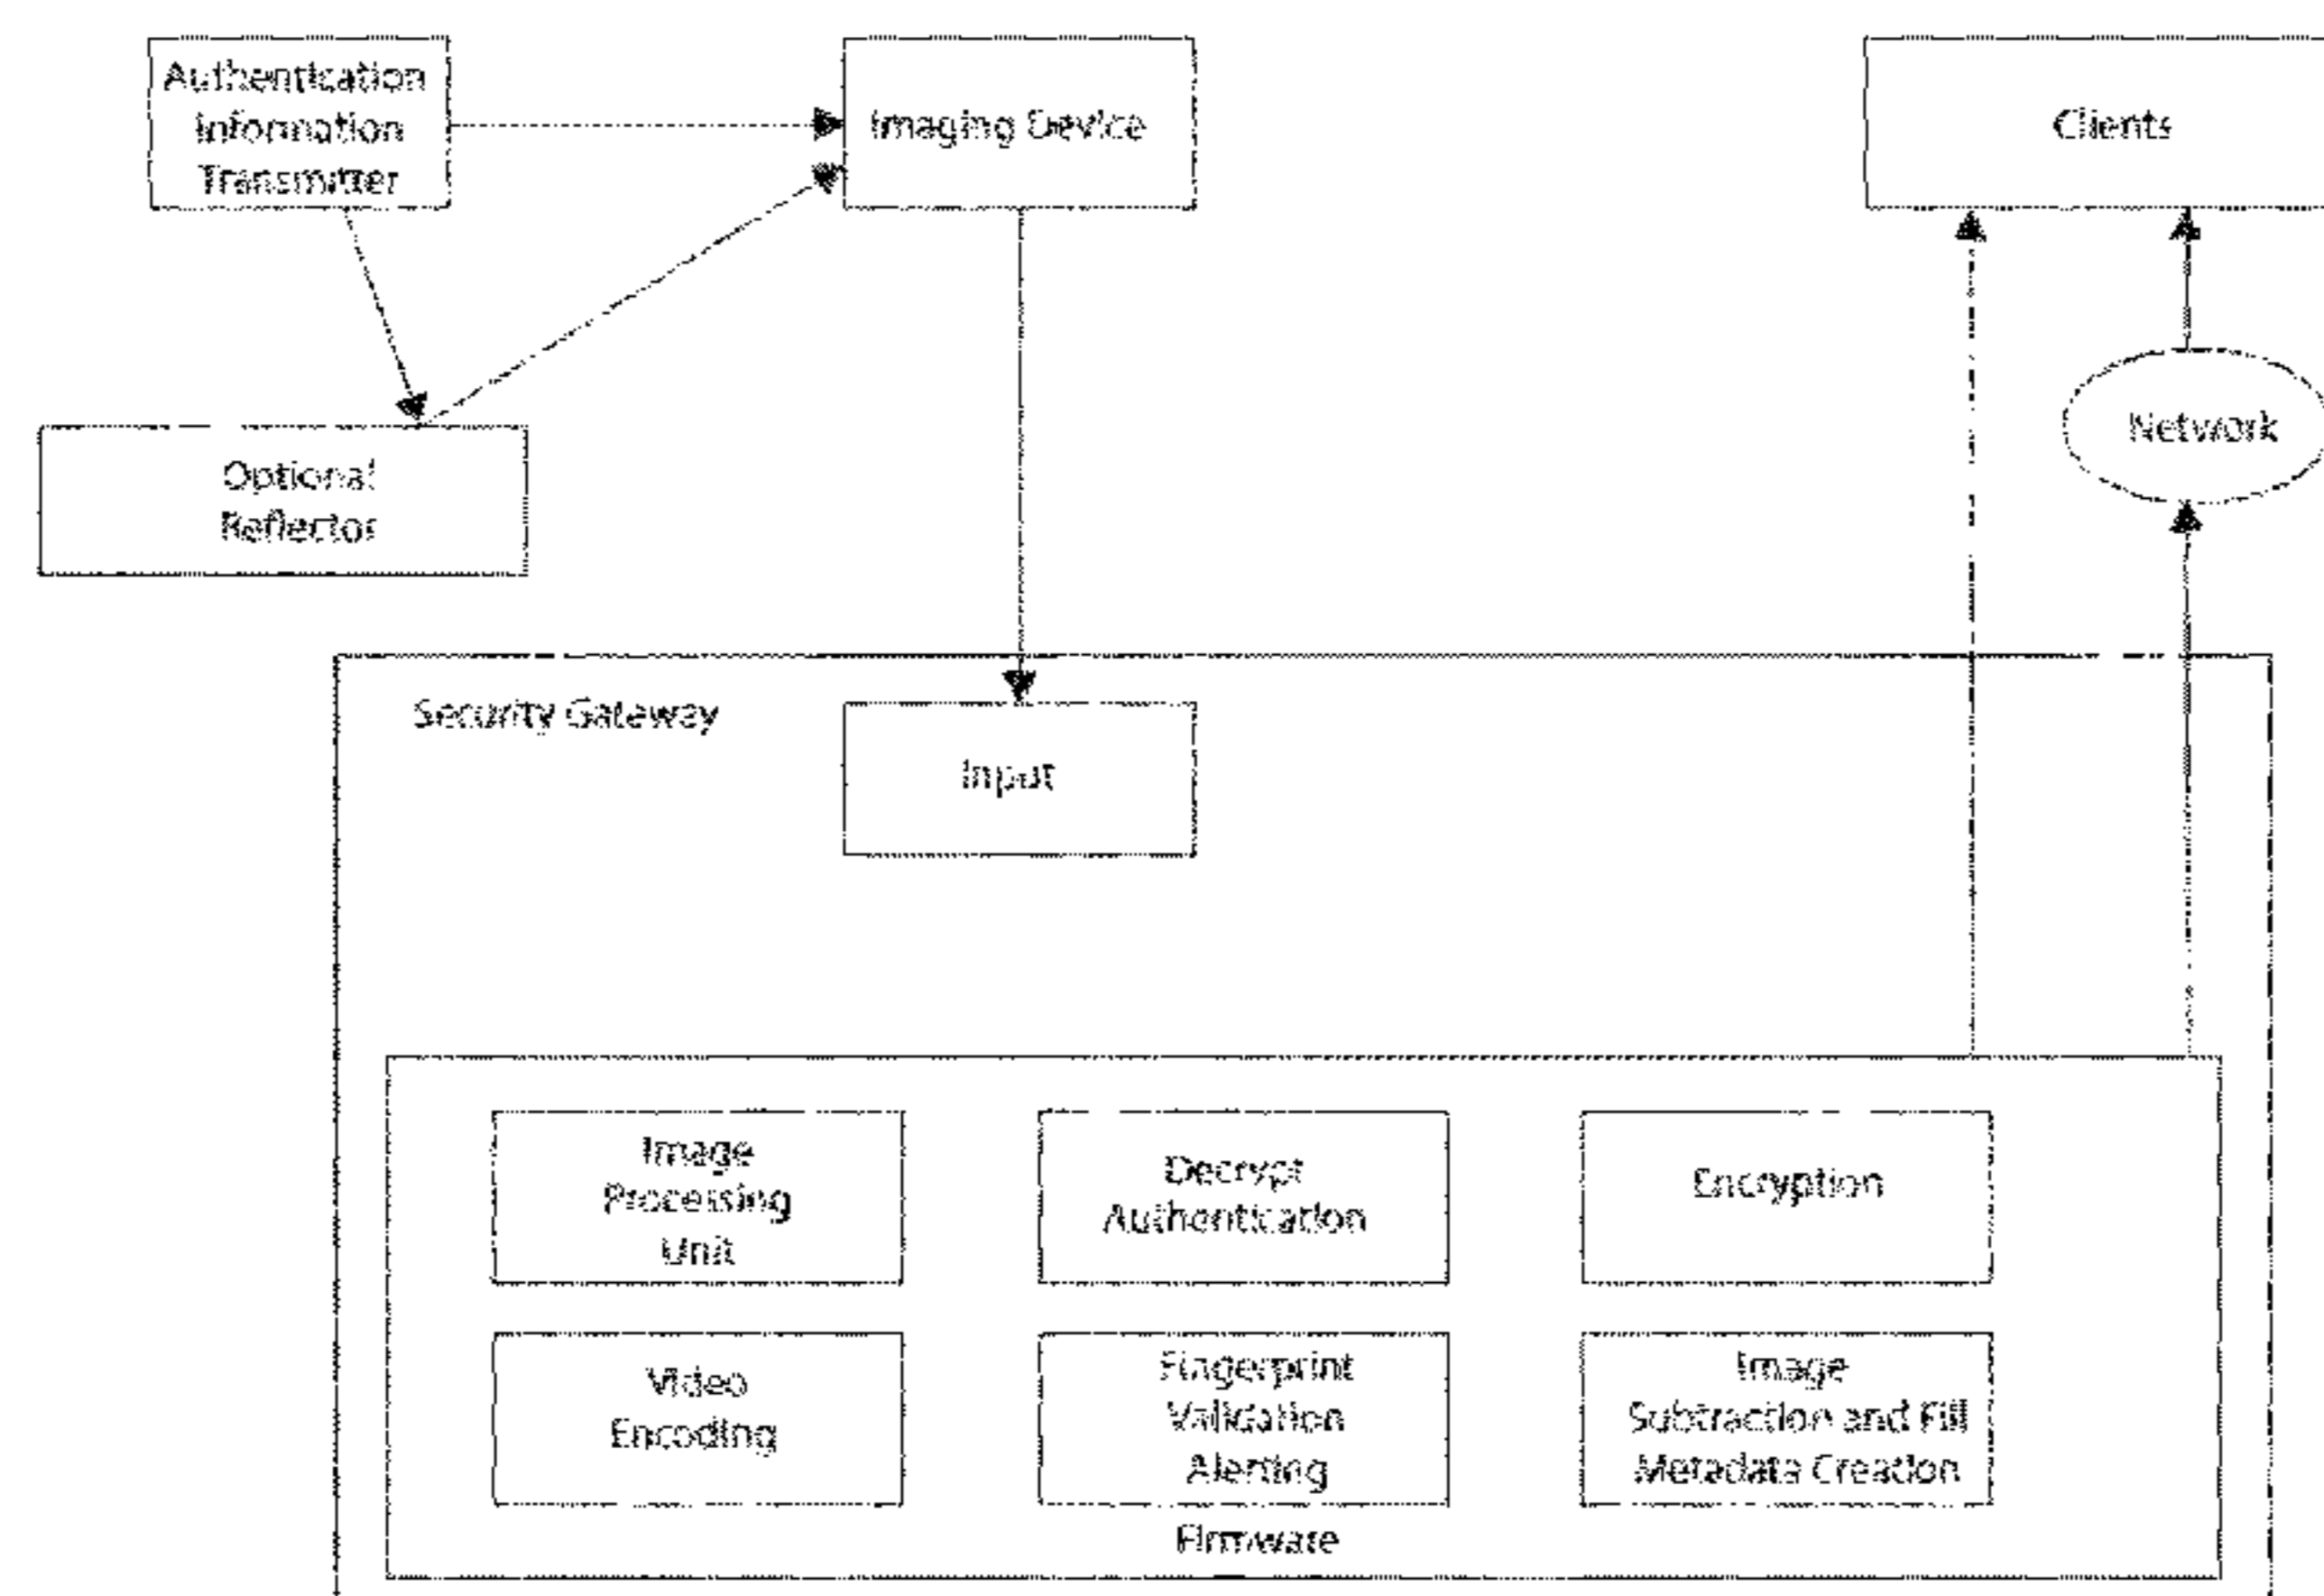 Authentication
Information
Transmitter
Imaging Device
Clients
Network
Optional
Reflector
Security Gateway
Input
Image
Processing
Unit
Decrypt
Authentication
Encryption
Video
Encoding
Fingerprint
Validation
Alerting
Image
Subtraction and Fill
Metadata Creation
Firmware